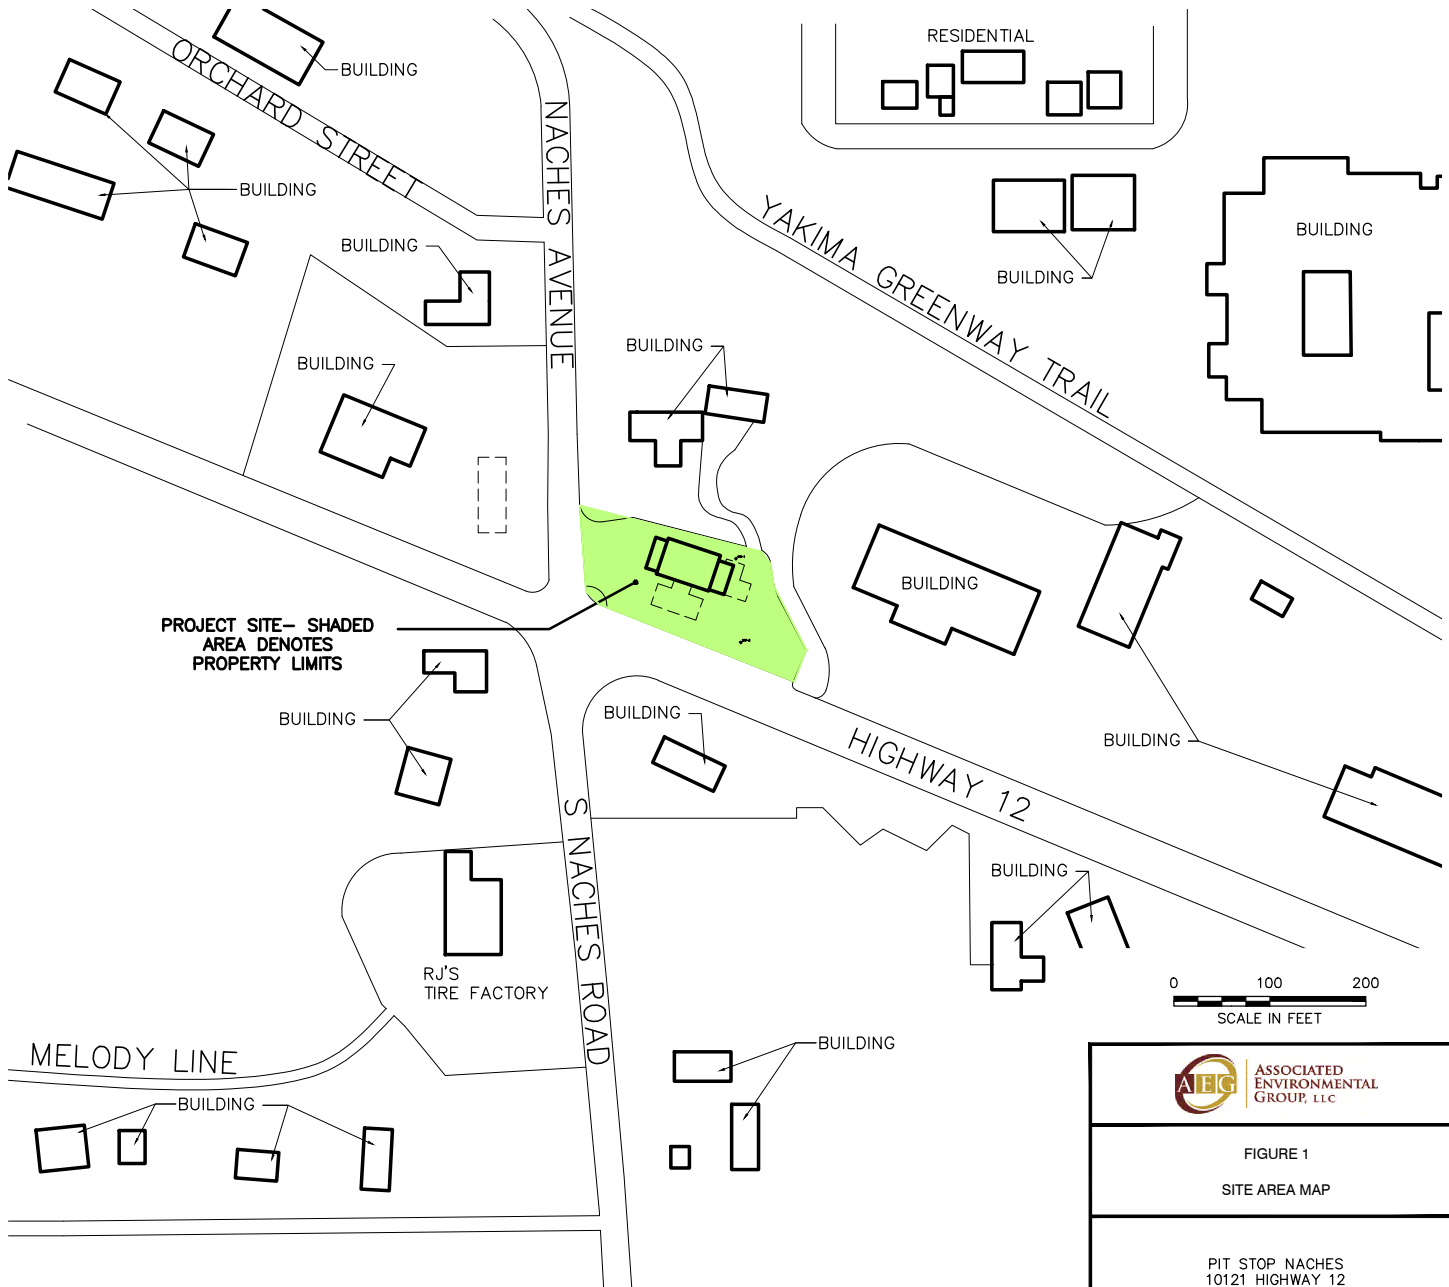 RESIDENTIAL
ORCHARD STREET
BUILDING
NACHES AVENUE
BUILDING
BUILDING
BUILDING
YAKIMA GREENWAY TRAIL
BUILDING
BUILDING
BUILDING
BUILDING
BUILDING
PROJECT SITE– SHADED
AREA DENOTES
PROPERTY LIMITS
BUILDING
BUILDING
BUILDING
HIGHWAY 12
S NACHES ROAD
BUILDING
RJ'S
TIRE FACTORY
0 100 200
SCALE IN FEET
MELODY LINE
BUILDING
BUILDING
AEG
ASSOCIATED
ENVIRONMENTAL
GROUP, LLC
FIGURE 1
SITE AREA MAP
PIT STOP NACHES
10121 HIGHWAY 12